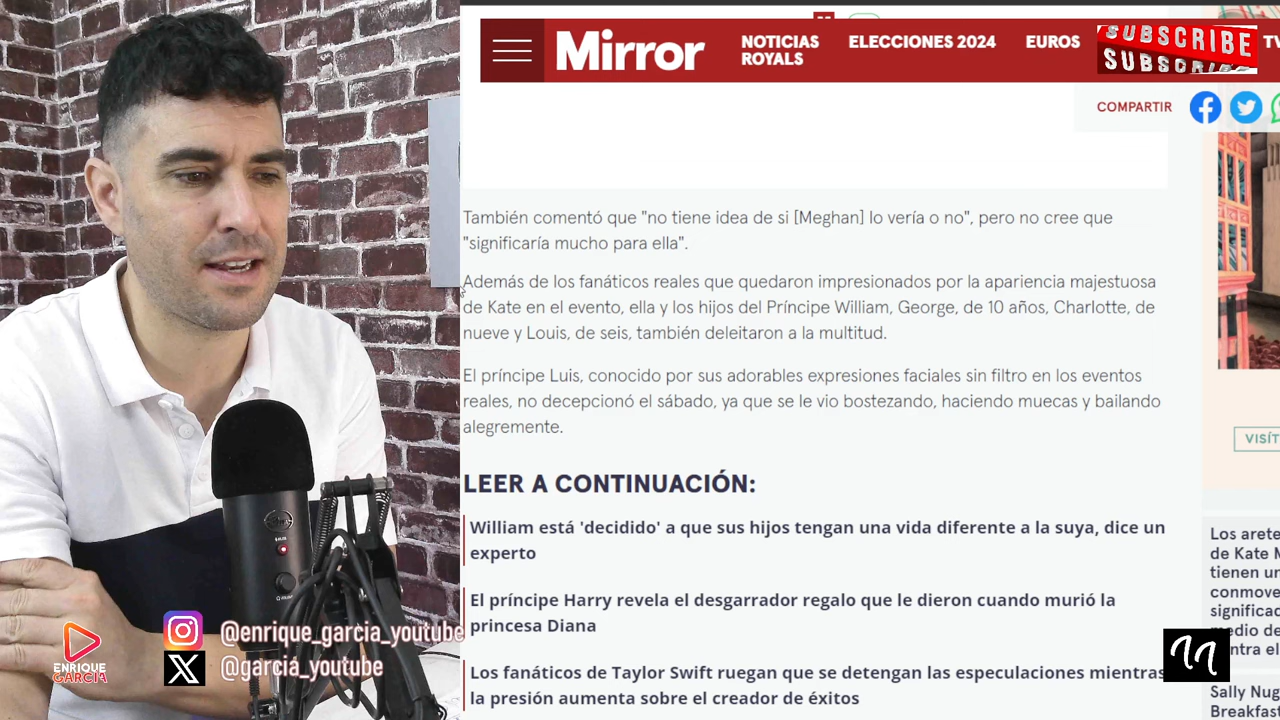 Mirror
NOTICIAS
ROYALS
ELECCIONES 2024
EUROS
SUBSCRIBE
SUBSCRIBE
TV
COMPARTIR
También comentó que "no tiene idea de si [Meghan] lo vería o no", pero no cree que
"significaría mucho para ella".
Además de los fanáticos reales que quedaron impresionados por la apariencia majestuosa
de Kate en el evento, ella y los hijos del Príncipe William, George, de 10 años, Charlotte, de
nueve y Louis, de seis, también deleitaron a la multitud.
El príncipe Luis, conocido por sus adorables expresiones faciales sin filtro en los eventos
reales, no decepcionó el sábado, ya que se le vio bostezando, haciendo muecas y bailando
alegremente.
LEER A CONTINUACIÓN:
William está 'decidido' a que sus hijos tengan una vida diferente a la suya, dice un
experto
El príncipe Harry revela el desgarrador regalo que le dieron cuando murió la
princesa Diana
Los fanáticos de Taylor Swift ruegan que se detengan las especulaciones mientras
la presión aumenta sobre el creador de éxitos
VISÍT
Los arete
de Kate M
tienen un
conmove
significad
medio de
ntra el
Sally Nug
Breakfast
ENRIQUE
GARCIA
@enrique_garcia_youtube
@garcia_youtube